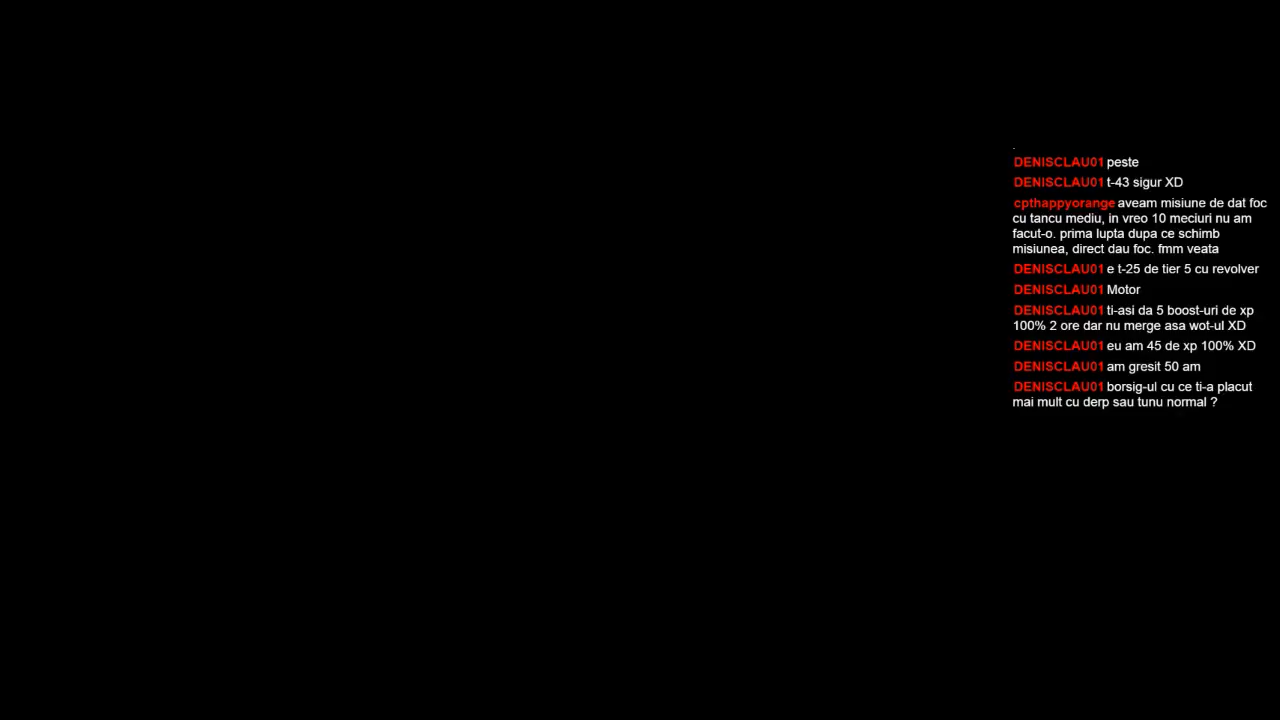 DENISCLAU01 peste
DENISCLAU01 t-43 sigur XD
cpthappyorange aveam misiune de dat foc
cu tancu mediu, in vreo 10 meciuri nu am
facut-o. prima lupta dupa ce schimb
misiunea, direct dau foc. fmm veata
DENISCLAU01 e t-25 de tier 5 cu revolver
DENISCLAU01 Motor
DENISCLAU01 ti-asi da 5 boost-uri de xp
100% 2 ore dar nu merge asa wot-ul XD
DENISCLAU01 eu am 45 de xp 100% XD
DENISCLAU01 am gresit 50 am
DENISCLAU01 borsig-ul cu ce ti-a placut
mai mult cu derp sau tunu normal ?